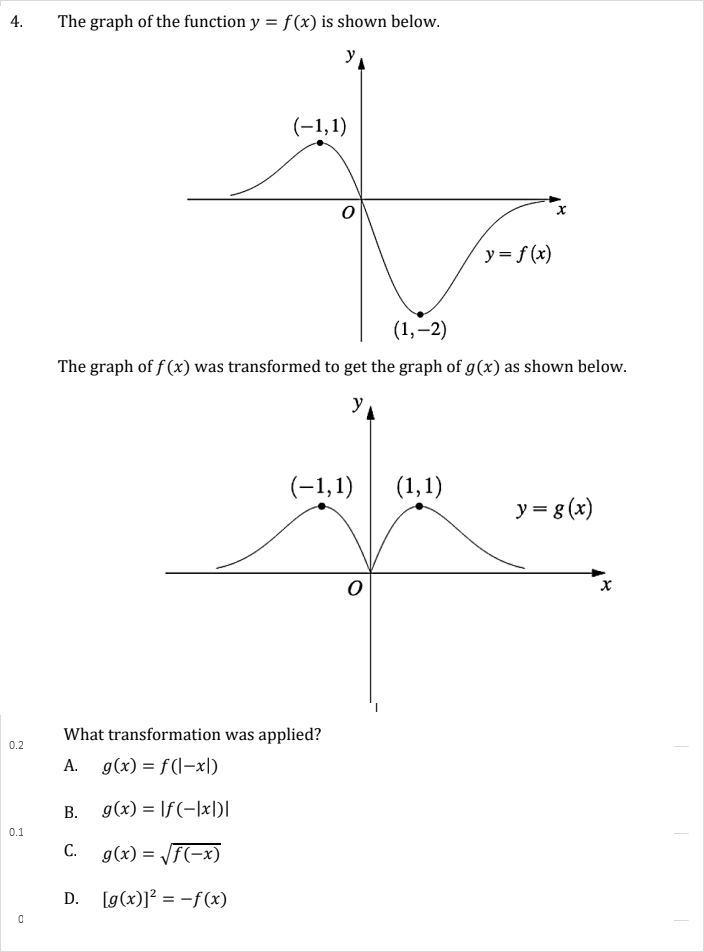 4. The graph of the function y = f(x) is shown below.
y
(−1,1)
O
x
y = f(x)
(1,−2)
The graph of f(x) was transformed to get the graph of g(x) as shown below.
y
(−1,1) (1,1)
y = g(x)
O
x
What transformation was applied?
0.2
A. g(x) = f(|−x|)
B. g(x) = |f(−|x|)|
0.1
C. g(x) = √f(−x)
D. [g(x)]² = −f(x)
0